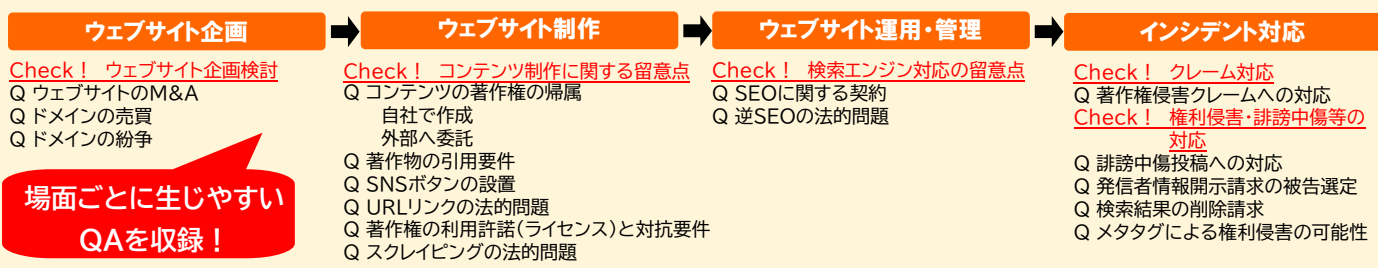 ウェブサイト企画
Check！ ウェブサイト企画検討
Q ウェブサイトのM&A
Q ドメインの売買
Q ドメインの紛争
場面ごとに生じやすい
QAを収録！
ウェブサイト制作
Check！ コンテンツ制作に関する留意点
Q コンテンツの著作権の帰属
自社で作成
外部へ委託
Q 著作物の引用要件
Q SNSボタンの設置
Q URLリンクの法的問題
Q 著作権の利用許諾(ライセンス)と対抗要件
Q スクレイピングの法的問題
ウェブサイト運用・管理
Check！ 検索エンジン対応の留意点
Q SEOに関する契約
Q 逆SEOの法的問題
インシデント対応
Check！ クレーム対応
Q 著作権侵害クレームへの対応
Check！ 権利侵害・誹謗中傷等の
対応
Q 誹謗中傷投稿への対応
Q 発信者情報開示請求の被告選定
Q 検索結果の削除請求
Q メタタグによる権利侵害の可能性